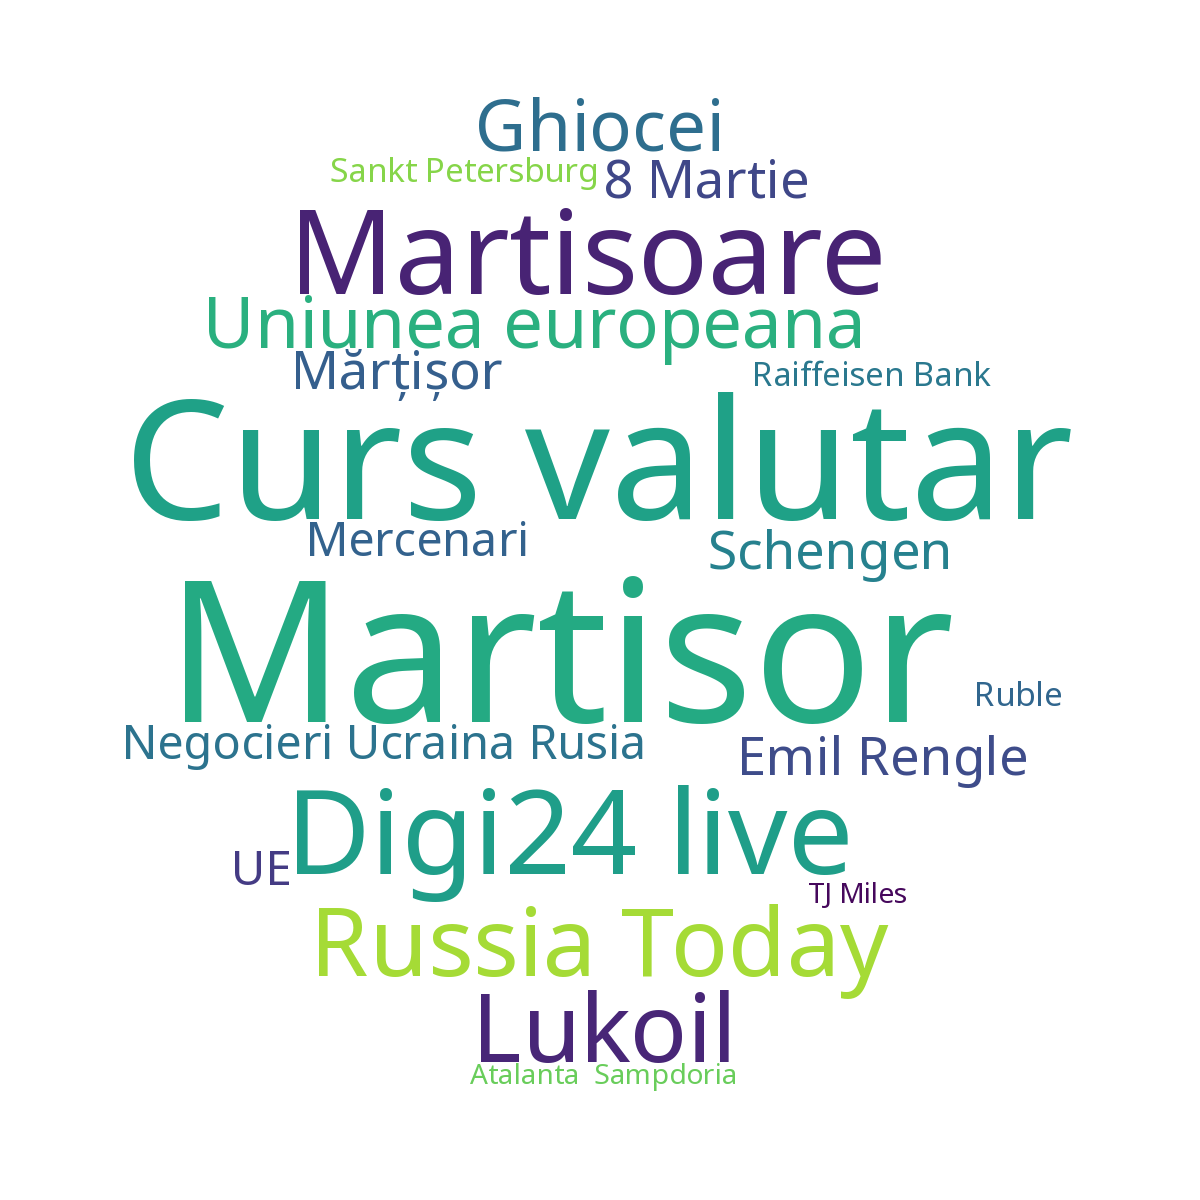 Ghiocei
Sankt Petersburg
8 Martie
Martisoare
Uniunea europeana
Mărțișor
Raiffeisen Bank
Curs valutar
Mercenari
Schengen
Martisor
Ruble
Negocieri Ucraina Rusia
Emil Rengle
Digi24 live
UE
TJ Miles
Russia Today
Lukoil
Atalanta  Sampdoria